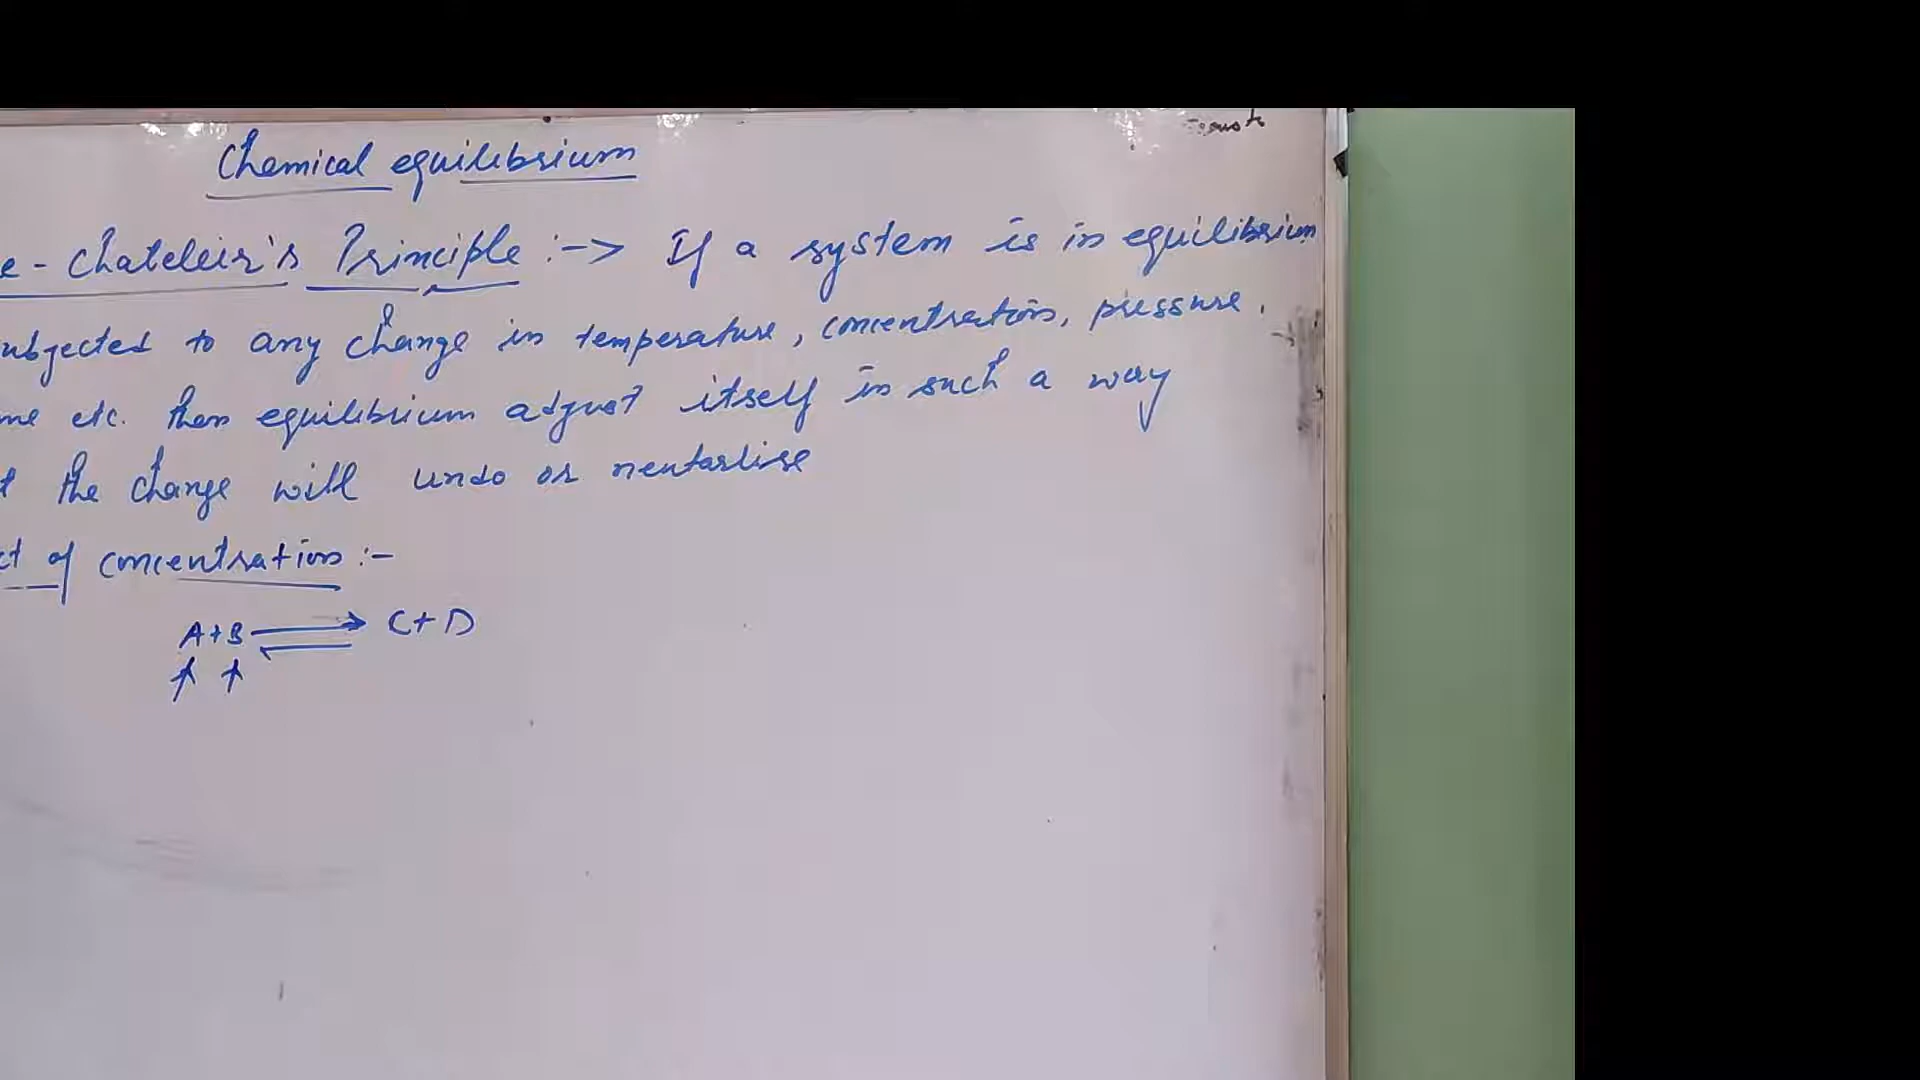 Chemical equilibrium
e - Chateleir's Principle :-> If a system is in equilibrium
ubjected to any change in temperature, concentration, pressure,
me etc. then equilibrium adjust itself in such a way
t the change will undo or neutarlise
ct of concentration :-
A+B ⇌ C+D
↑ ↑